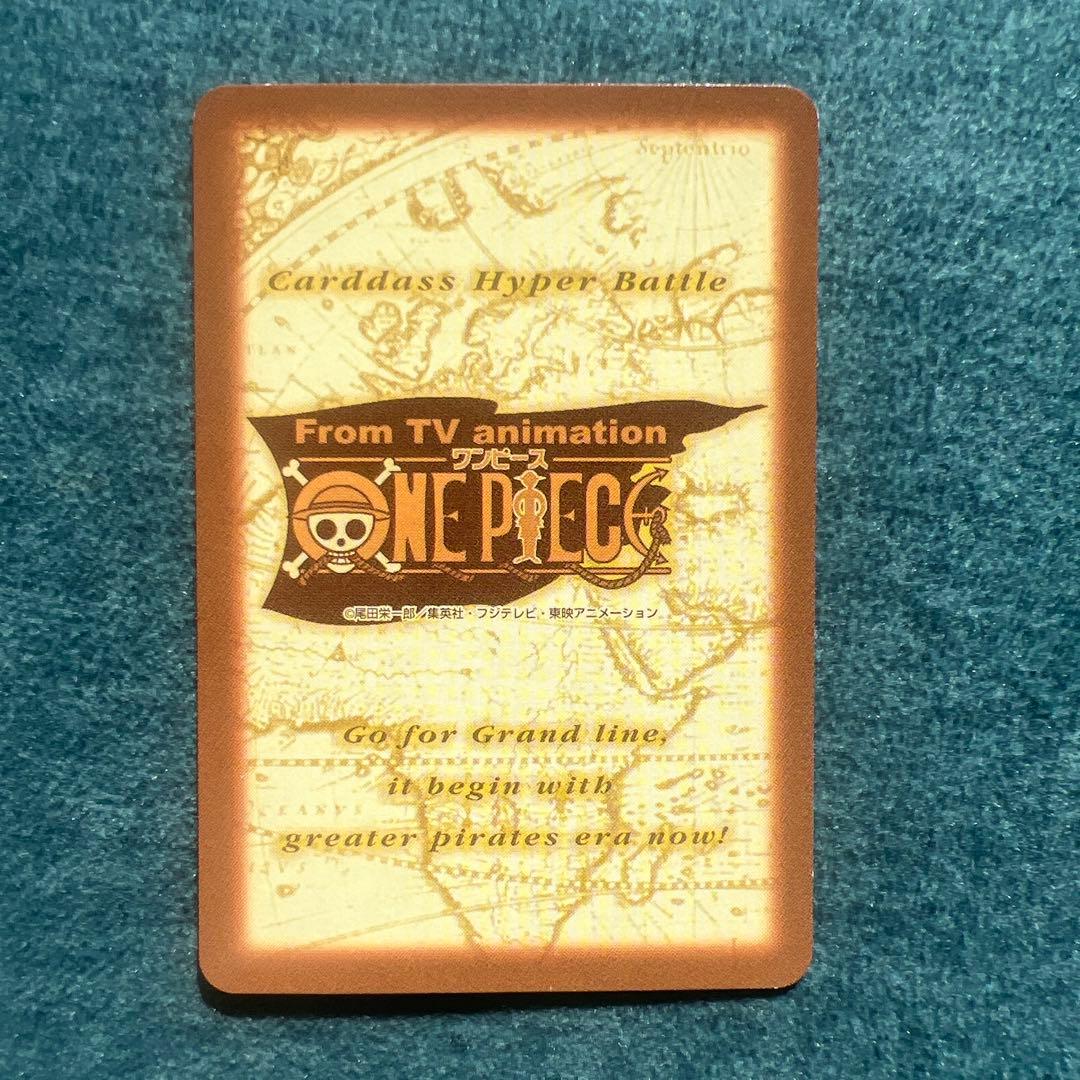 Septentrio
Carddass Hyper Battle
From TV animation
ワンピース
ONE PIECE
©尾田栄一郎／集英社・フジテレビ・東映アニメーション
Go for Grand line,
it begin with
greater pirates era now!